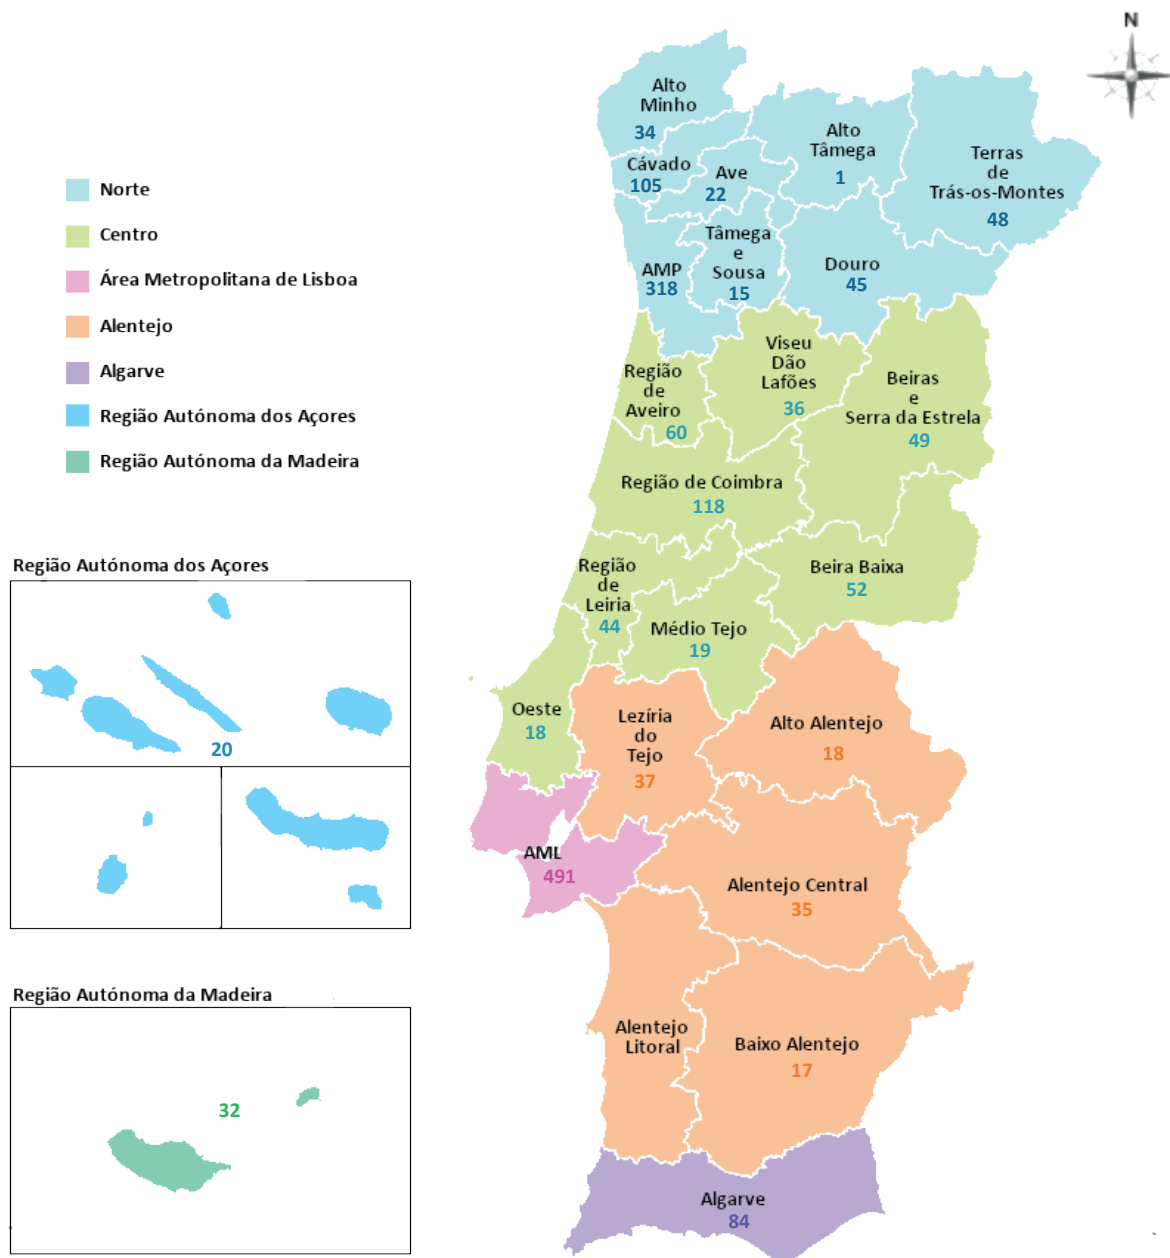 N
Alto
Minho
34
Cávado
105
Ave
22
Alto
Tâmega
1
Terras
de
Trás-os-Montes
48
AMP
318
Tâmega
e
Sousa
15
Douro
45
Norte
Centro
Área Metropolitana de Lisboa
Alentejo
Algarve
Região Autónoma dos Açores
Região Autónoma da Madeira
Região
de
Aveiro
60
Viseu
Dão
Lafões
36
Beiras
e
Serra da Estrela
49
Região de Coimbra
118
Região
de
Leiria
44
Médio Tejo
19
Beira Baixa
52
Oeste
18
Lezíria
do
Tejo
37
Alto Alentejo
18
AML
491
Alentejo Central
35
Alentejo
Litoral
Baixo Alentejo
17
Algarve
84
Região Autónoma dos Açores
20
Região Autónoma da Madeira
32